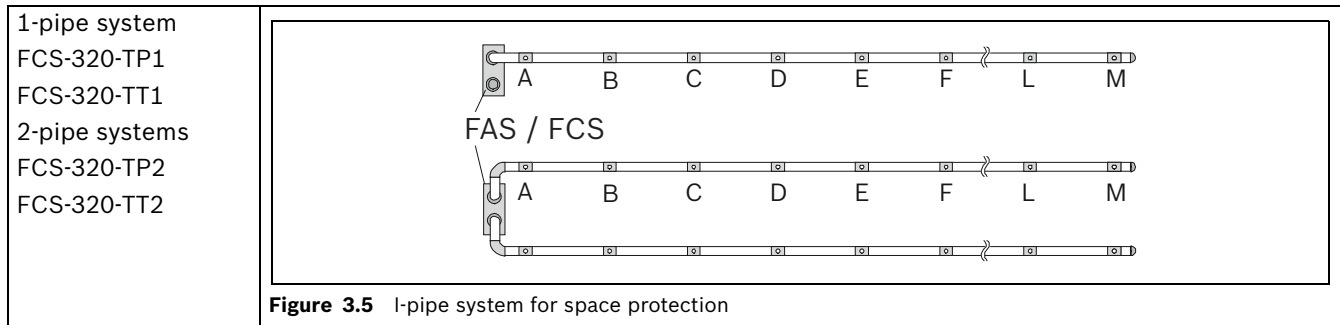 1-pipe system
FCS-320-TP1
FCS-320-TT1
2-pipe systems
FCS-320-TP2
FCS-320-TT2
A B C D E F L M
FAS / FCS
A B C D E F L M
Figure 3.5 I-pipe system for space protection